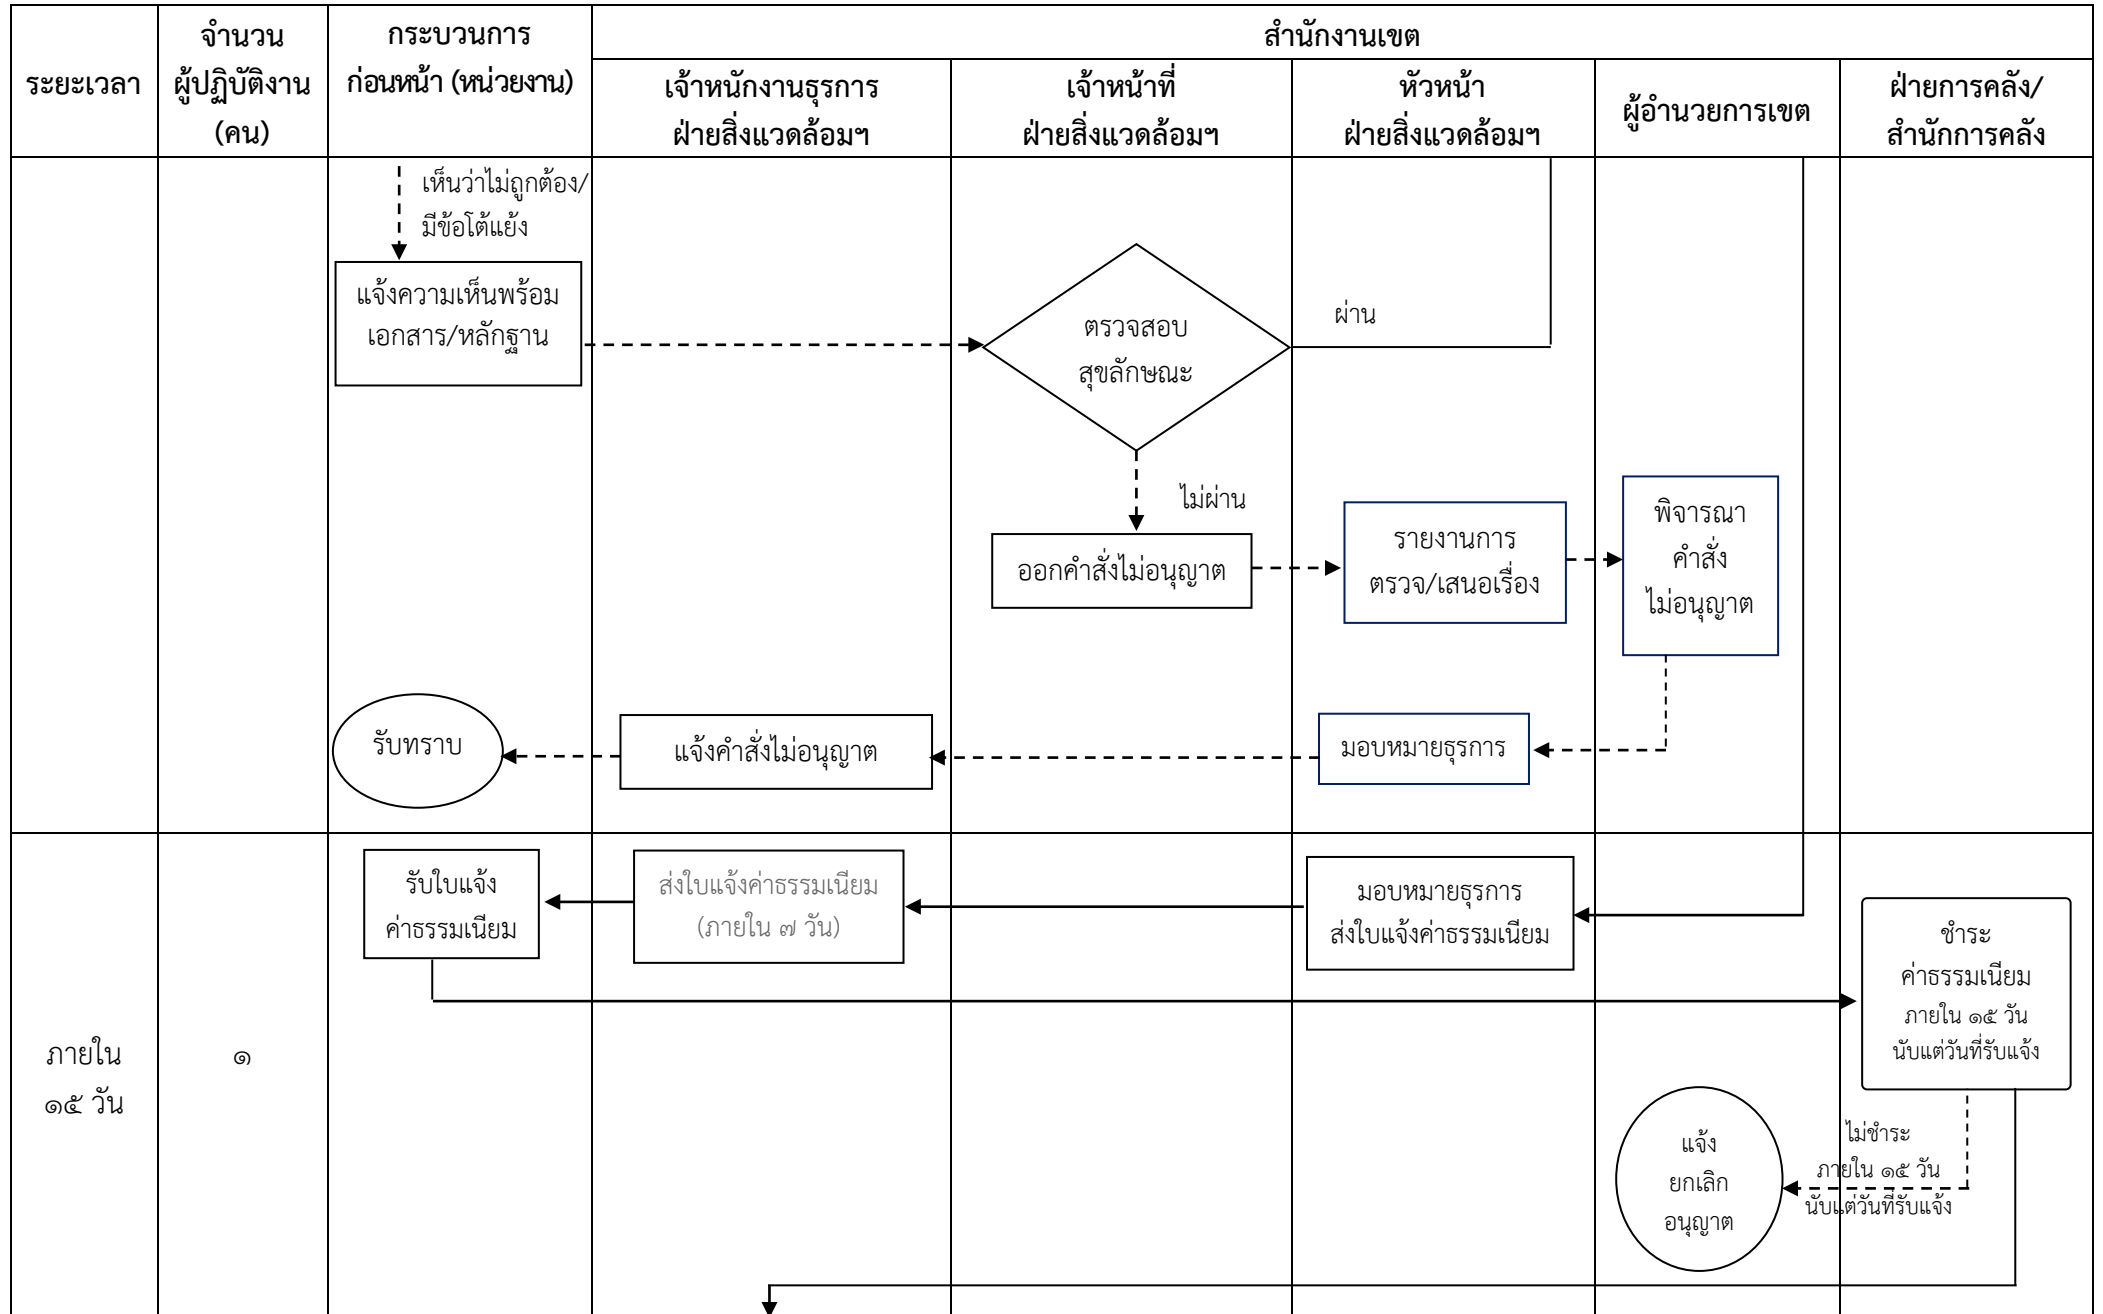 ระยะเวลา
จำนวน
ผู้ปฏิบัติงาน
(คน)
กระบวนการ
ก่อนหน้า (หน่วยงาน)
สำนักงานเขต
เจ้าหนักงานธุรการ
ฝ่ายสิ่งแวดล้อมฯ
เจ้าหน้าที่
ฝ่ายสิ่งแวดล้อมฯ
หัวหน้า
ฝ่ายสิ่งแวดล้อมฯ
ผู้อำนวยการเขต
ฝ่ายการคลัง/
สำนักการคลัง
เห็นว่าไม่ถูกต้อง/
มีข้อโต้แย้ง
แจ้งความเห็นพร้อม
เอกสาร/หลักฐาน
ตรวจสอบ
สุขลักษณะ
ผ่าน
ไม่ผ่าน
ออกคำสั่งไม่อนุญาต
รายงานการ
ตรวจ/เสนอเรื่อง
พิจารณา
คำสั่ง
ไม่อนุญาต
รับทราบ
แจ้งคำสั่งไม่อนุญาต
มอบหมายธุรการ
ภายใน
๑๕ วัน
๑
รับใบแจ้ง
ค่าธรรมเนียม
ส่งใบแจ้งค่าธรรมเนียม
(ภายใน ๗ วัน)
มอบหมายธุรการ
ส่งใบแจ้งค่าธรรมเนียม
ชำระ
ค่าธรรมเนียม
ภายใน ๑๕ วัน
นับแต่วันที่รับแจ้ง
แจ้ง
ยกเลิก
อนุญาต
ไม่ชำระ
ภายใน ๑๕ วัน
นับแต่วันที่รับแจ้ง